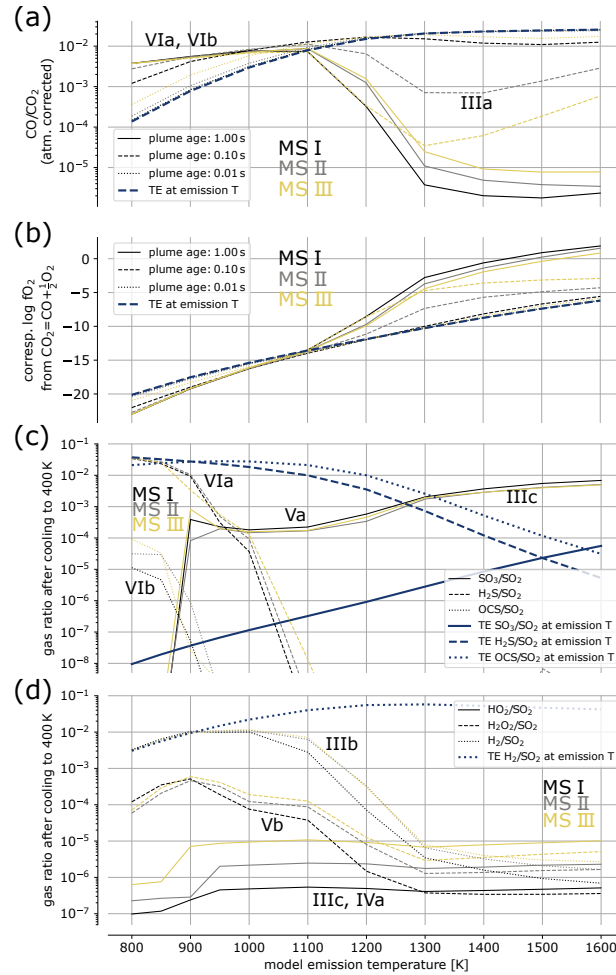 (a)
VIa, VIb
IIIa
CO/CO₂
(atm. corrected)
10⁻²
10⁻³
10⁻⁴
10⁻⁵
plume age: 1.00 s
plume age: 0.10 s
plume age: 0.01 s
TE at emission T
MS I
MS II
MS III
(b)
corresp. log fO₂
from CO₂=CO+½O₂
0
−5
−10
−15
−20
plume age: 1.00 s
plume age: 0.10 s
plume age: 0.01 s
TE at emission T
MS I
MS II
MS III
(c)
gas ratio after cooling to 400 K
10⁻¹
10⁻²
10⁻³
10⁻⁴
10⁻⁵
10⁻⁶
10⁻⁷
10⁻⁸
MS I
MS II
MS III
VIa
Va
IIIc
VIb
SO₃/SO₂
H₂S/SO₂
OCS/SO₂
TE SO₃/SO₂ at emission T
TE H₂S/SO₂ at emission T
TE OCS/SO₂ at emission T
(d)
gas ratio after cooling to 400 K
10⁻¹
10⁻²
10⁻³
10⁻⁴
10⁻⁵
10⁻⁶
10⁻⁷
HO₂/SO₂
H₂O₂/SO₂
H₂/SO₂
TE H₂/SO₂ at emission T
IIIb
MS I
MS II
MS III
Vb
IIIc, IVa
800 900 1000 1100 1200 1300 1400 1500 1600
model emission temperature [K]